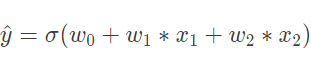 ŷ = σ(w₀ + w₁ * x₁ + w₂ * x₂)